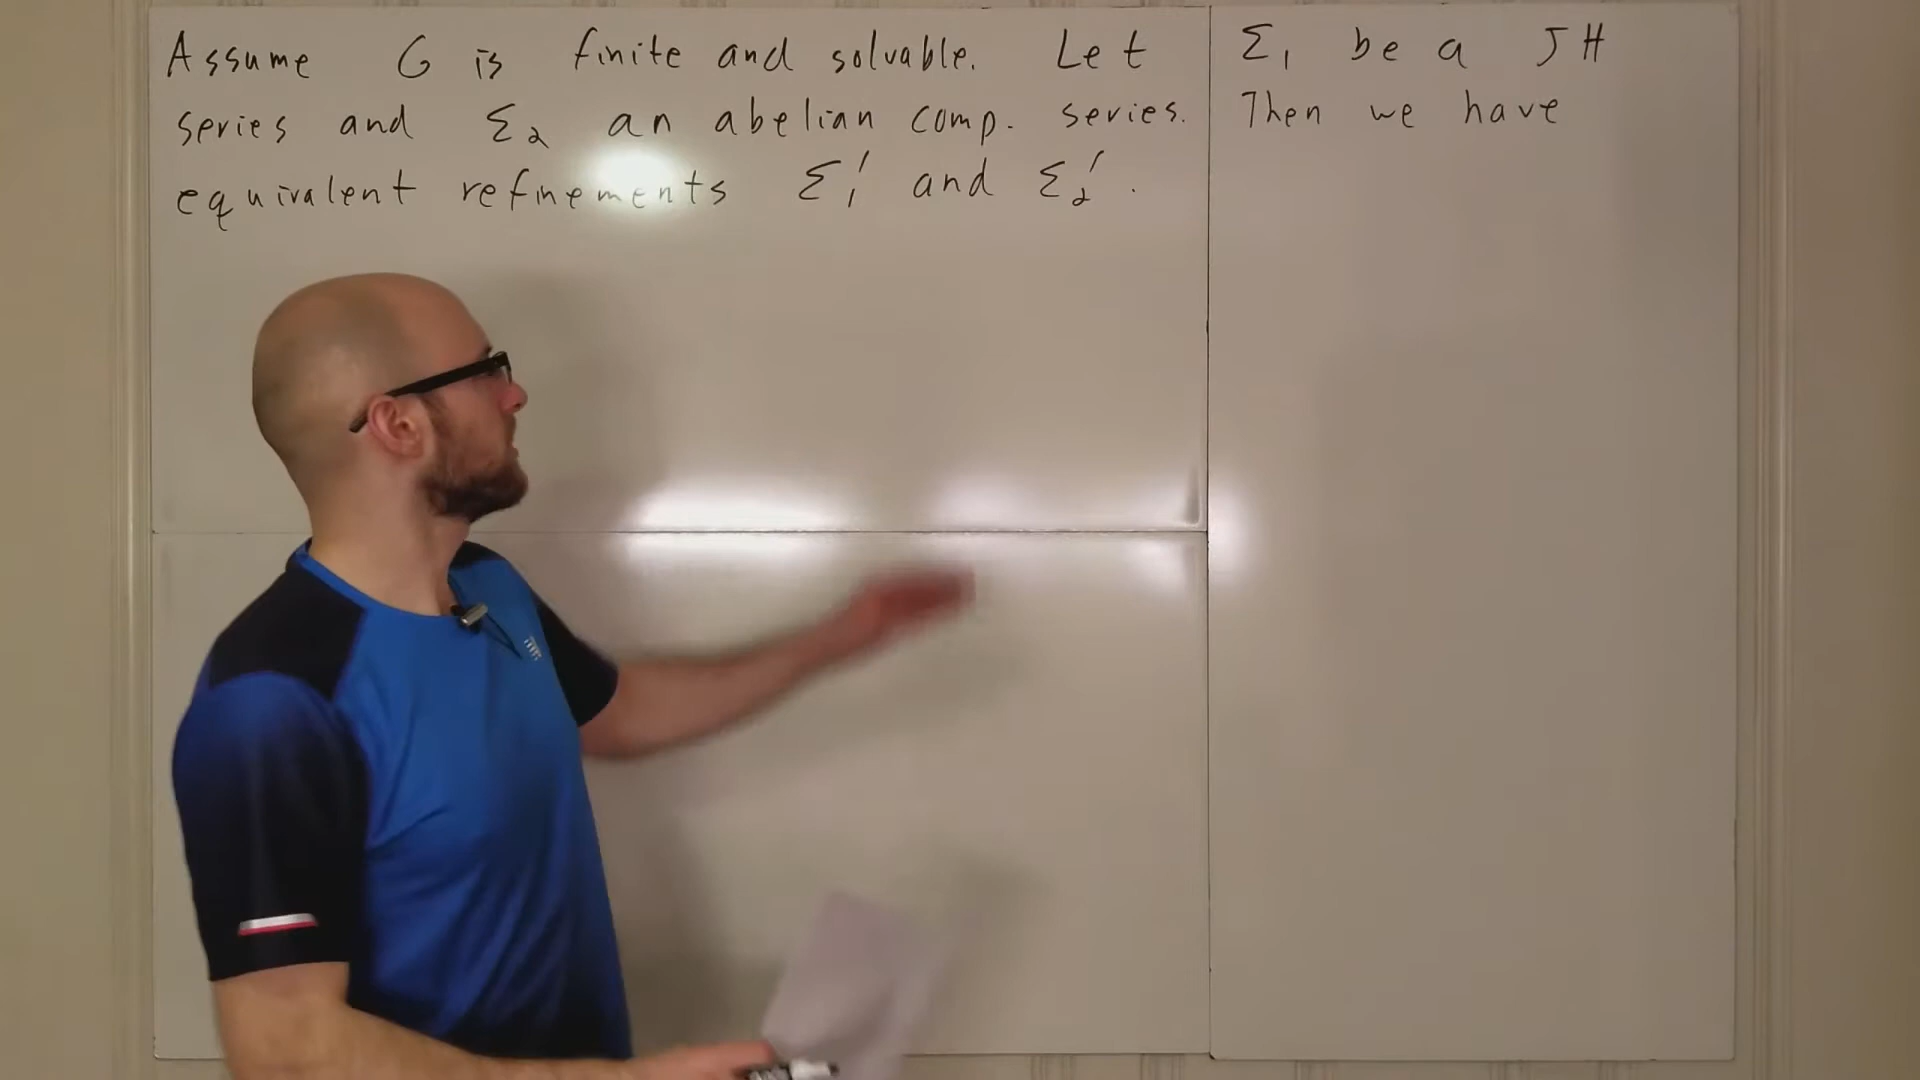 Assume G is finite and solvable. Let Σ₁ be a JH
series and Σ₂ an abelian comp. series. Then we have
equivalent refinements Σ₁′ and Σ₂′.